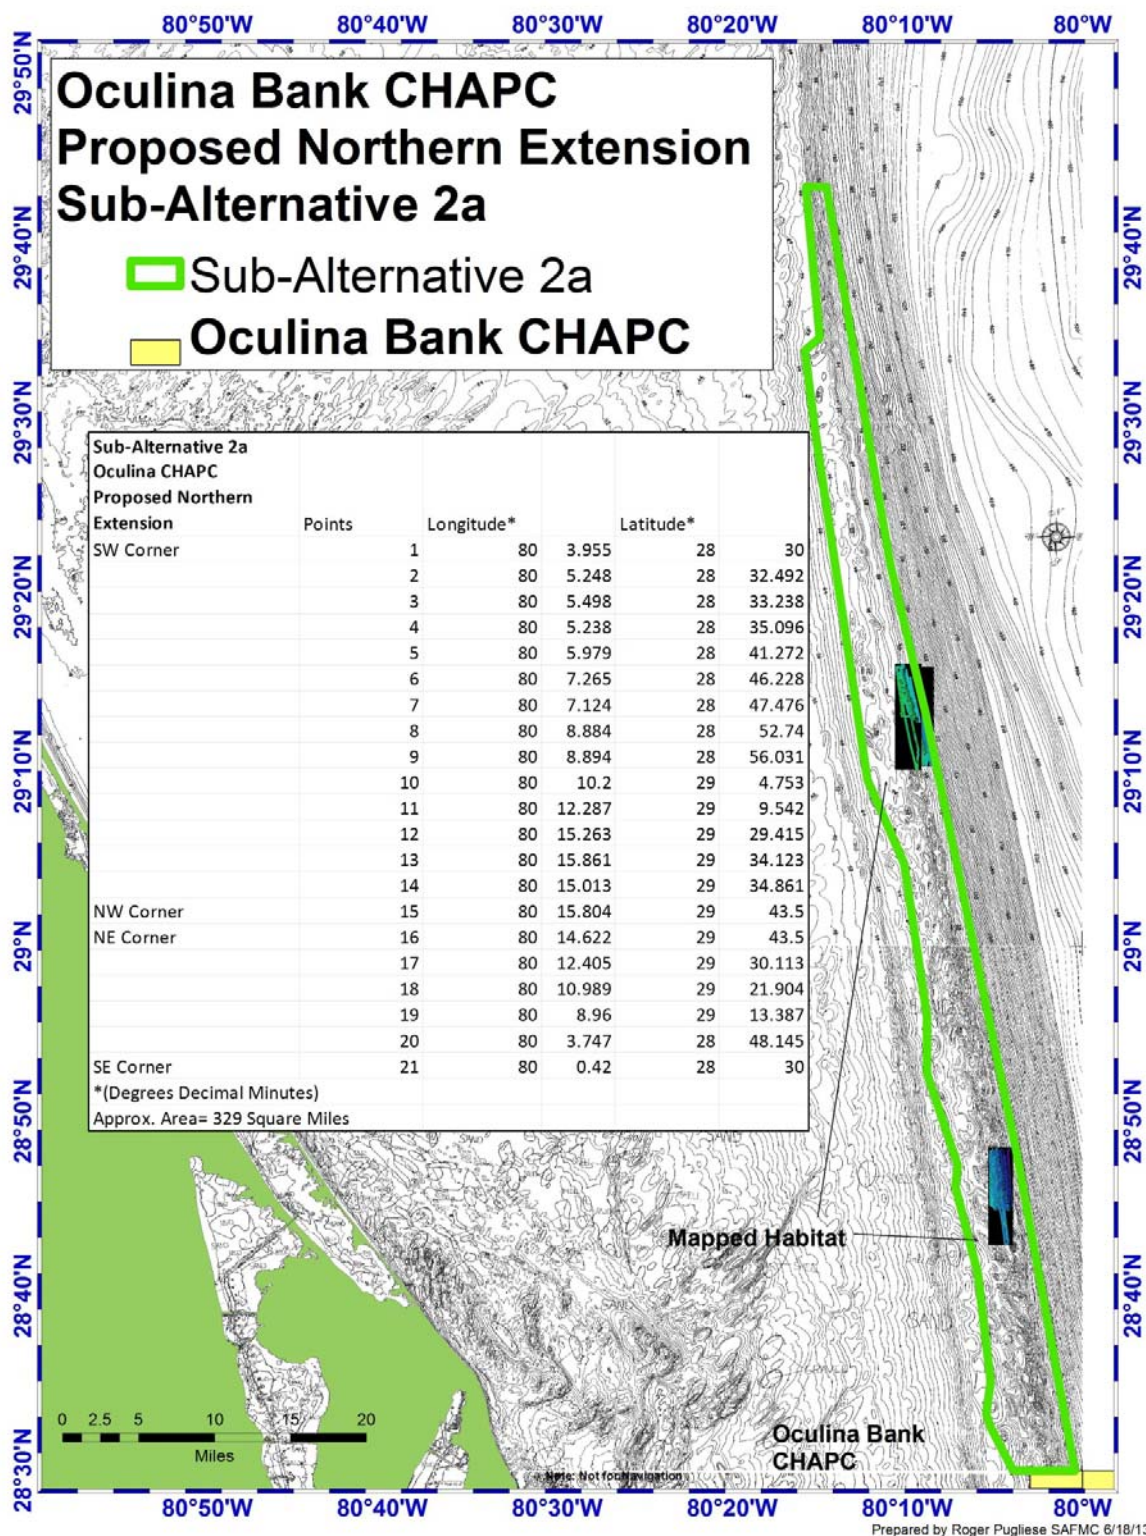 80°50'W 80°40'W 80°30'W 80°20'W 80°10'W 80°W
29°50'N
29°40'N
29°30'N
29°20'N
29°10'N
29°N
28°50'N
28°40'N
28°30'N
Oculina Bank CHAPC
Proposed Northern Extension
Sub-Alternative 2a
Sub-Alternative 2a
Oculina Bank CHAPC
Sub-Alternative 2a
Oculina CHAPC
Proposed Northern
Extension Points Longitude* Latitude*
SW Corner 1 80 3.955 28 30
2 80 5.248 28 32.492
3 80 5.498 28 33.238
4 80 5.238 28 35.096
5 80 5.979 28 41.272
6 80 7.265 28 46.228
7 80 7.124 28 47.476
8 80 8.884 28 52.74
9 80 8.894 28 56.031
10 80 10.2 29 4.753
11 80 12.287 29 9.542
12 80 15.263 29 29.415
13 80 15.861 29 34.123
14 80 15.013 29 34.861
NW Corner 15 80 15.804 29 43.5
NE Corner 16 80 14.622 29 43.5
17 80 12.405 29 30.113
18 80 10.989 29 21.904
19 80 8.96 29 13.387
20 80 3.747 28 48.145
SE Corner 21 80 0.42 28 30
*(Degrees Decimal Minutes)
Approx. Area= 329 Square Miles
29°50'N
29°40'N
29°30'N
29°20'N
29°10'N
29°N
28°50'N
28°40'N
28°30'N
Mapped Habitat
SAND
SAND
0 2.5 5 10 15 20
Miles
Oculina Bank
CHAPC
Note: Not for Navigation
80°50'W 80°40'W 80°30'W 80°20'W 80°10'W 80°W
Prepared by Roger Pugliese SAFMC 6/18/13